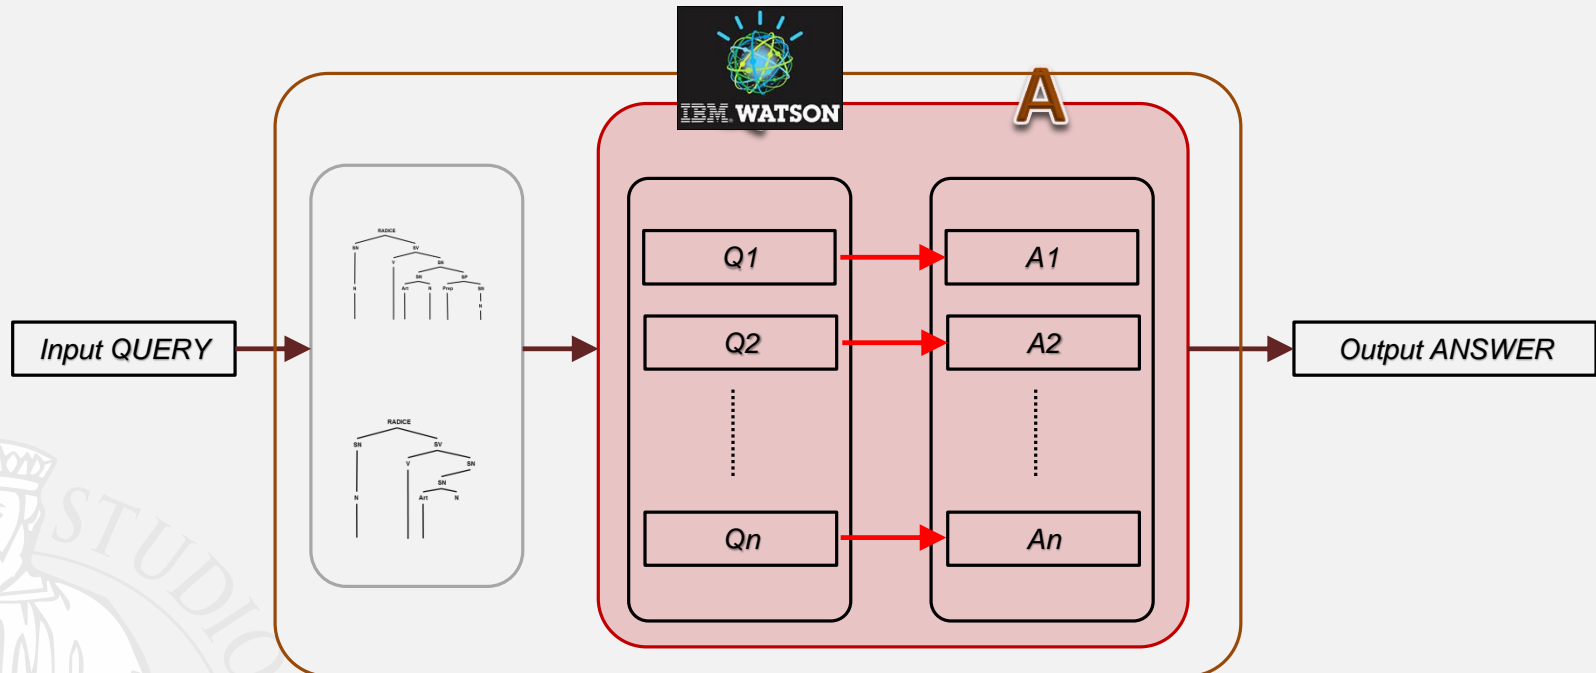 IBM WATSON
A
RADICE
SN SV
V SN
SN SP
N Art N Prep SN
N
Q1 A1
Input QUERY Q2 A2 Output ANSWER
RADICE
SN SV
V SN
SN
N Art N
Qn An
STUDIO